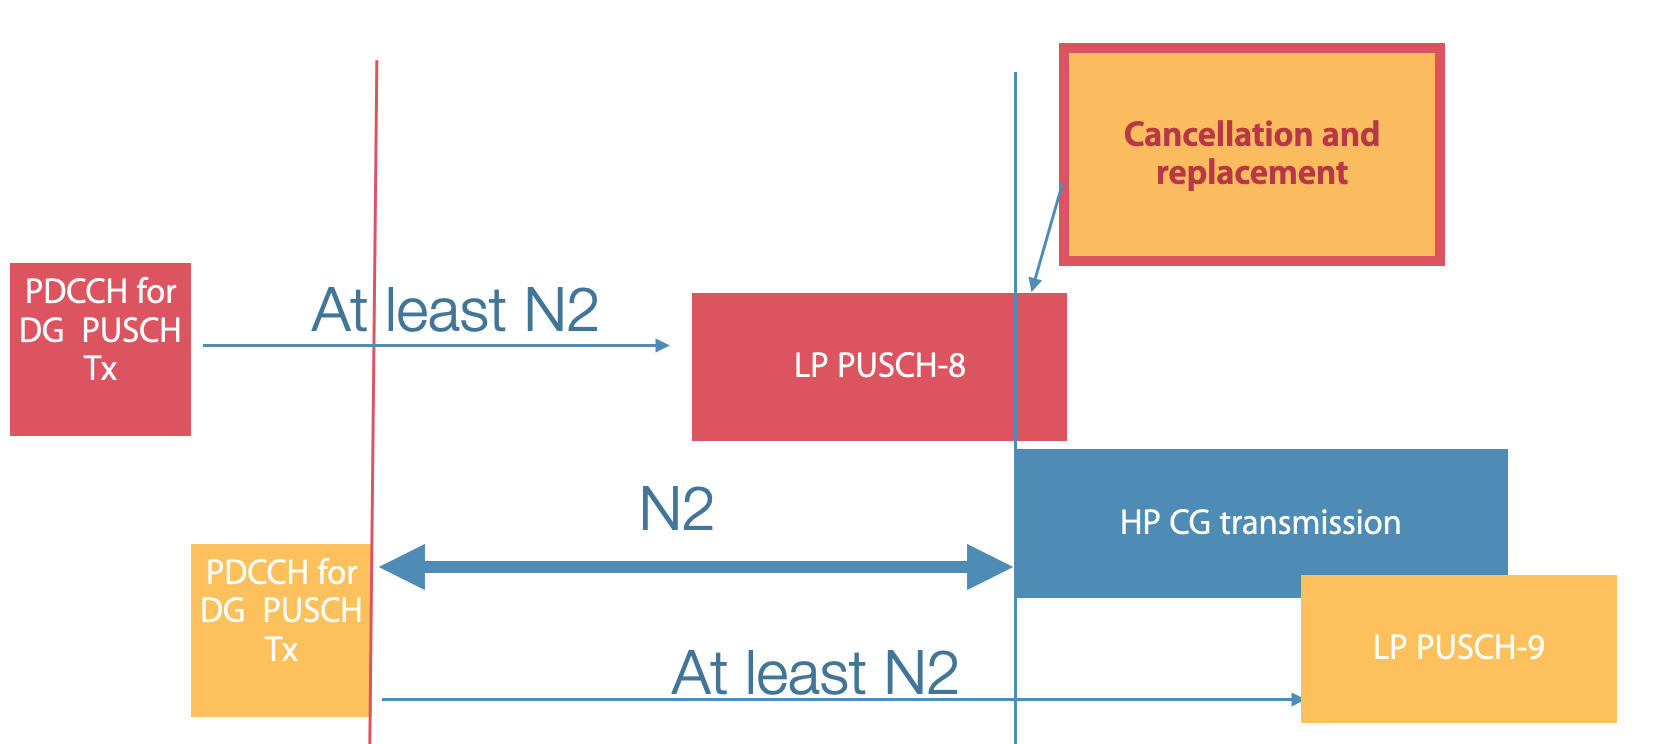 Cancellation and
replacement
PDCCH for
DG PUSCH
Tx
At least N2
LP PUSCH-8
N2
HP CG transmission
PDCCH for
DG PUSCH
Tx
At least N2
LP PUSCH-9